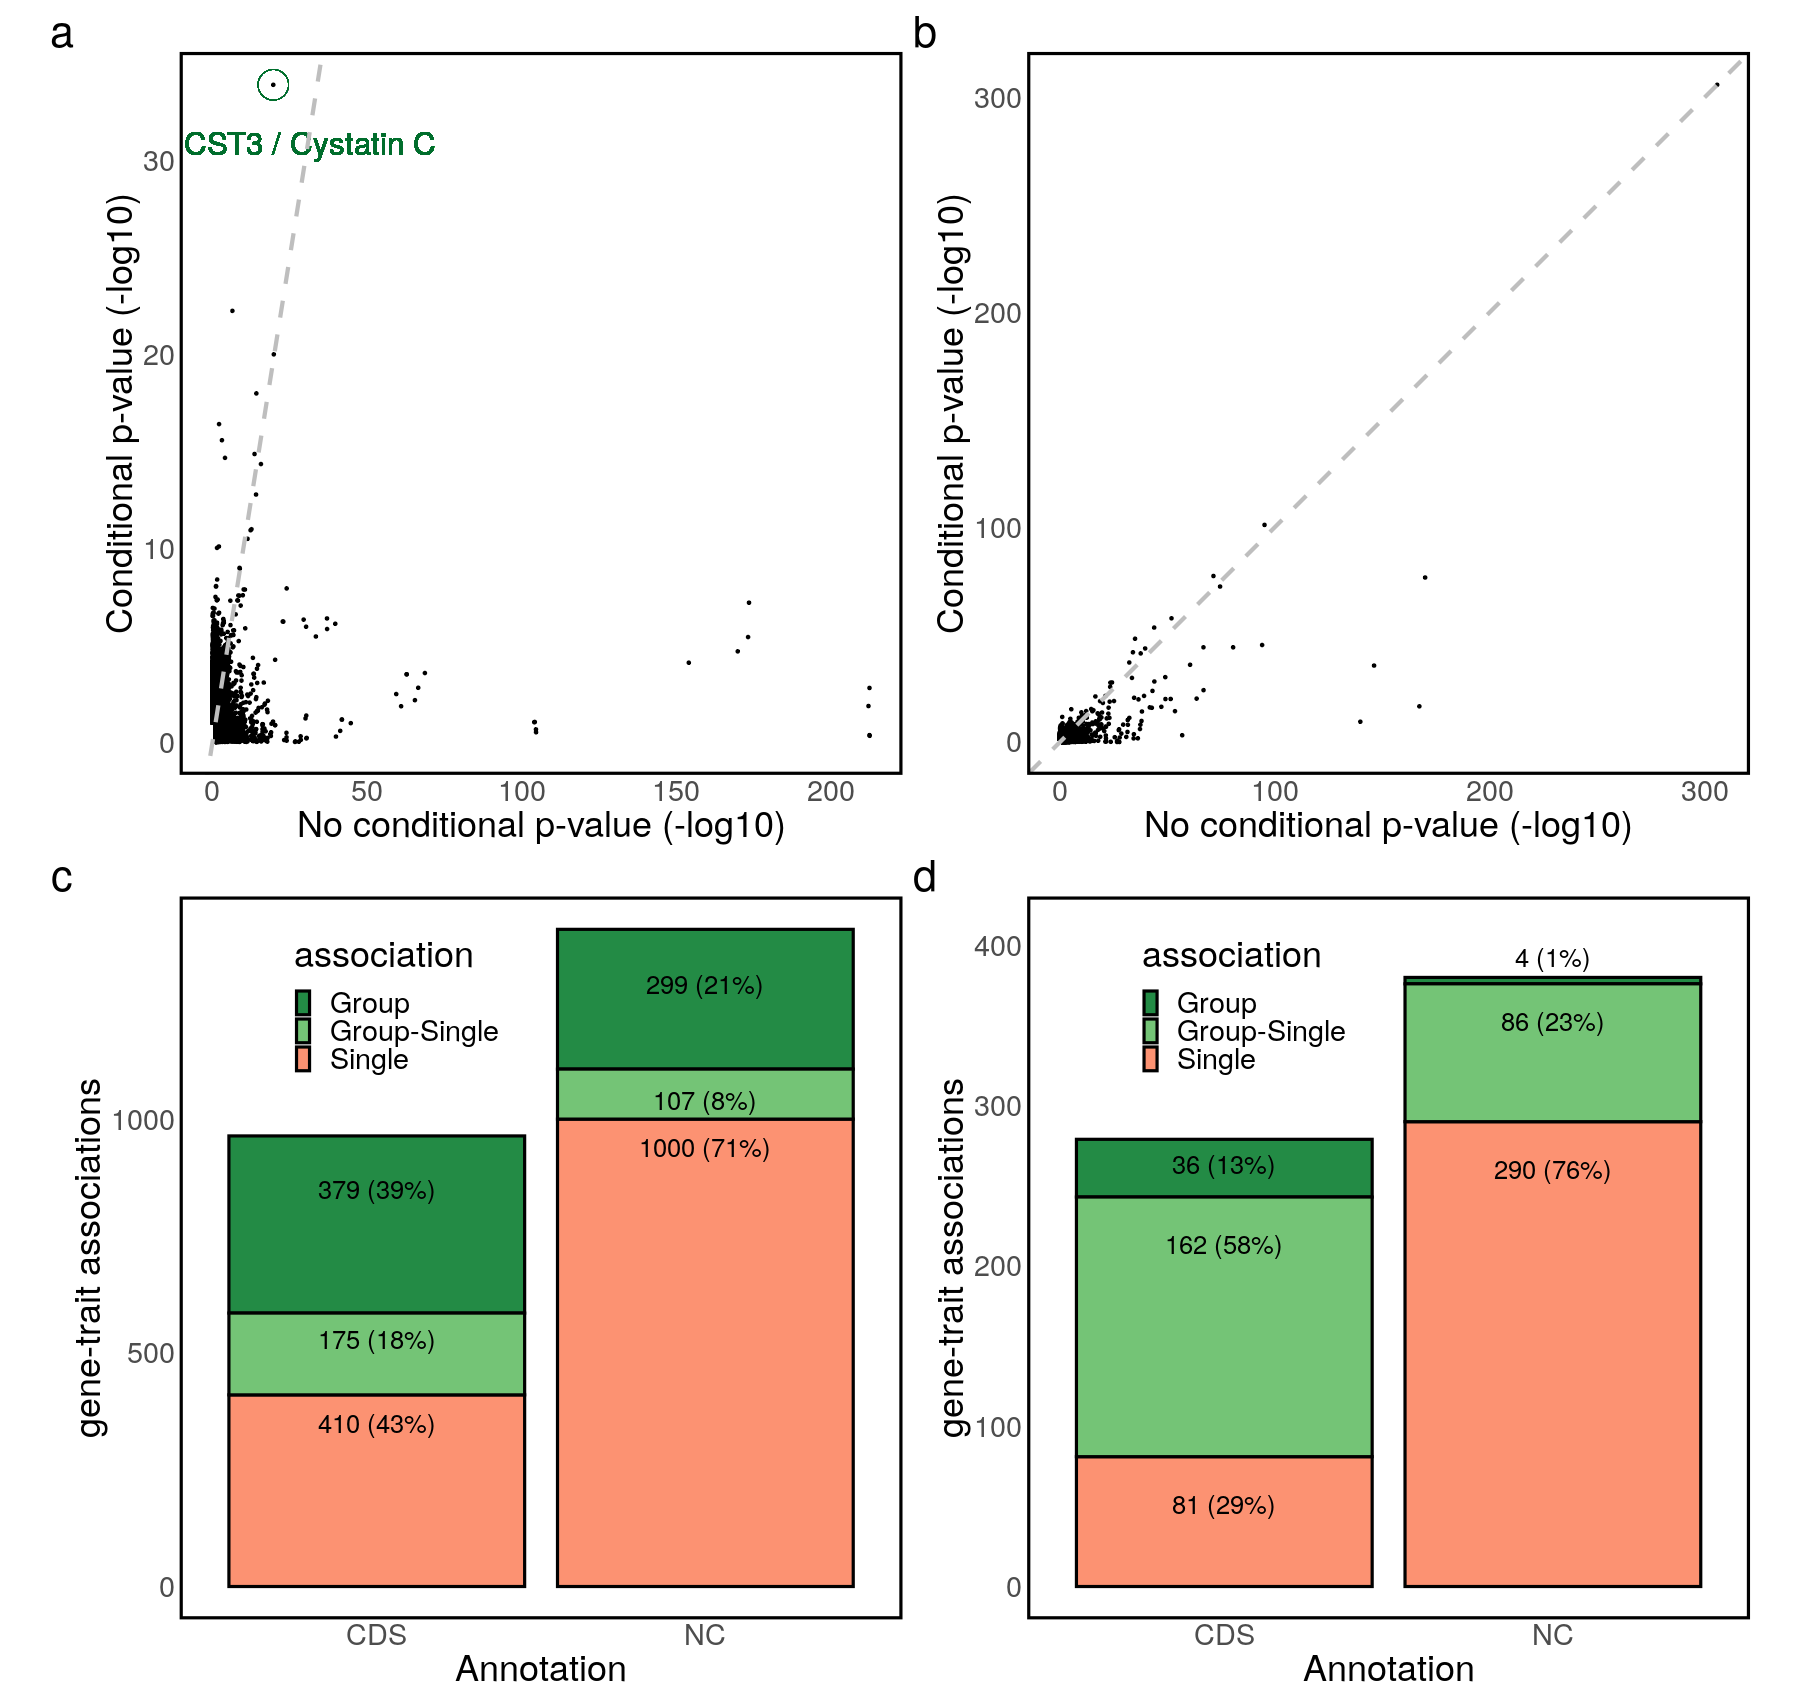 a
CST3 / Cystatin C
30
20
10
0
Conditional p-value (-log10)
0 50 100 150 200
No conditional p-value (-log10)
b
300
200
100
0
Conditional p-value (-log10)
0 100 200 300
No conditional p-value (-log10)
c
association
Group
Group-Single
Single
1000
500
0
gene-trait associations
379 (39%)
175 (18%)
410 (43%)
299 (21%)
107 (8%)
1000 (71%)
CDS NC
Annotation
d
association
Group
Group-Single
Single
400
300
200
100
0
gene-trait associations
36 (13%)
162 (58%)
81 (29%)
4 (1%)
86 (23%)
290 (76%)
CDS NC
Annotation